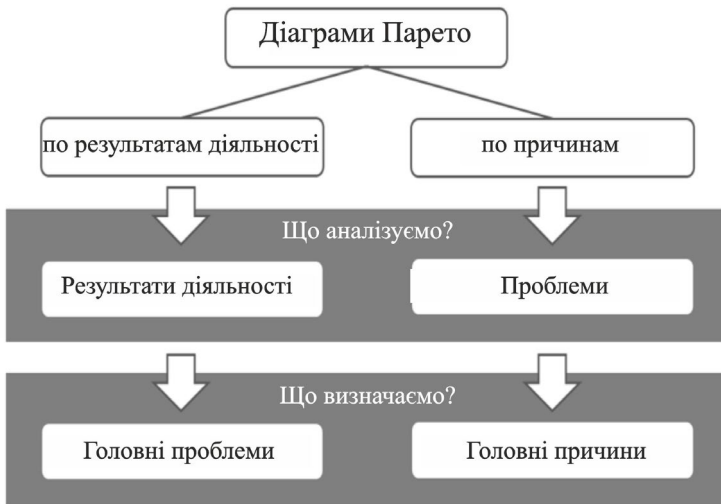 Діаграми Парето
по результатам діяльності
по причинам
Що аналізуємо?
Результати діяльності
Проблеми
Що визначаємо?
Головні проблеми
Головні причини